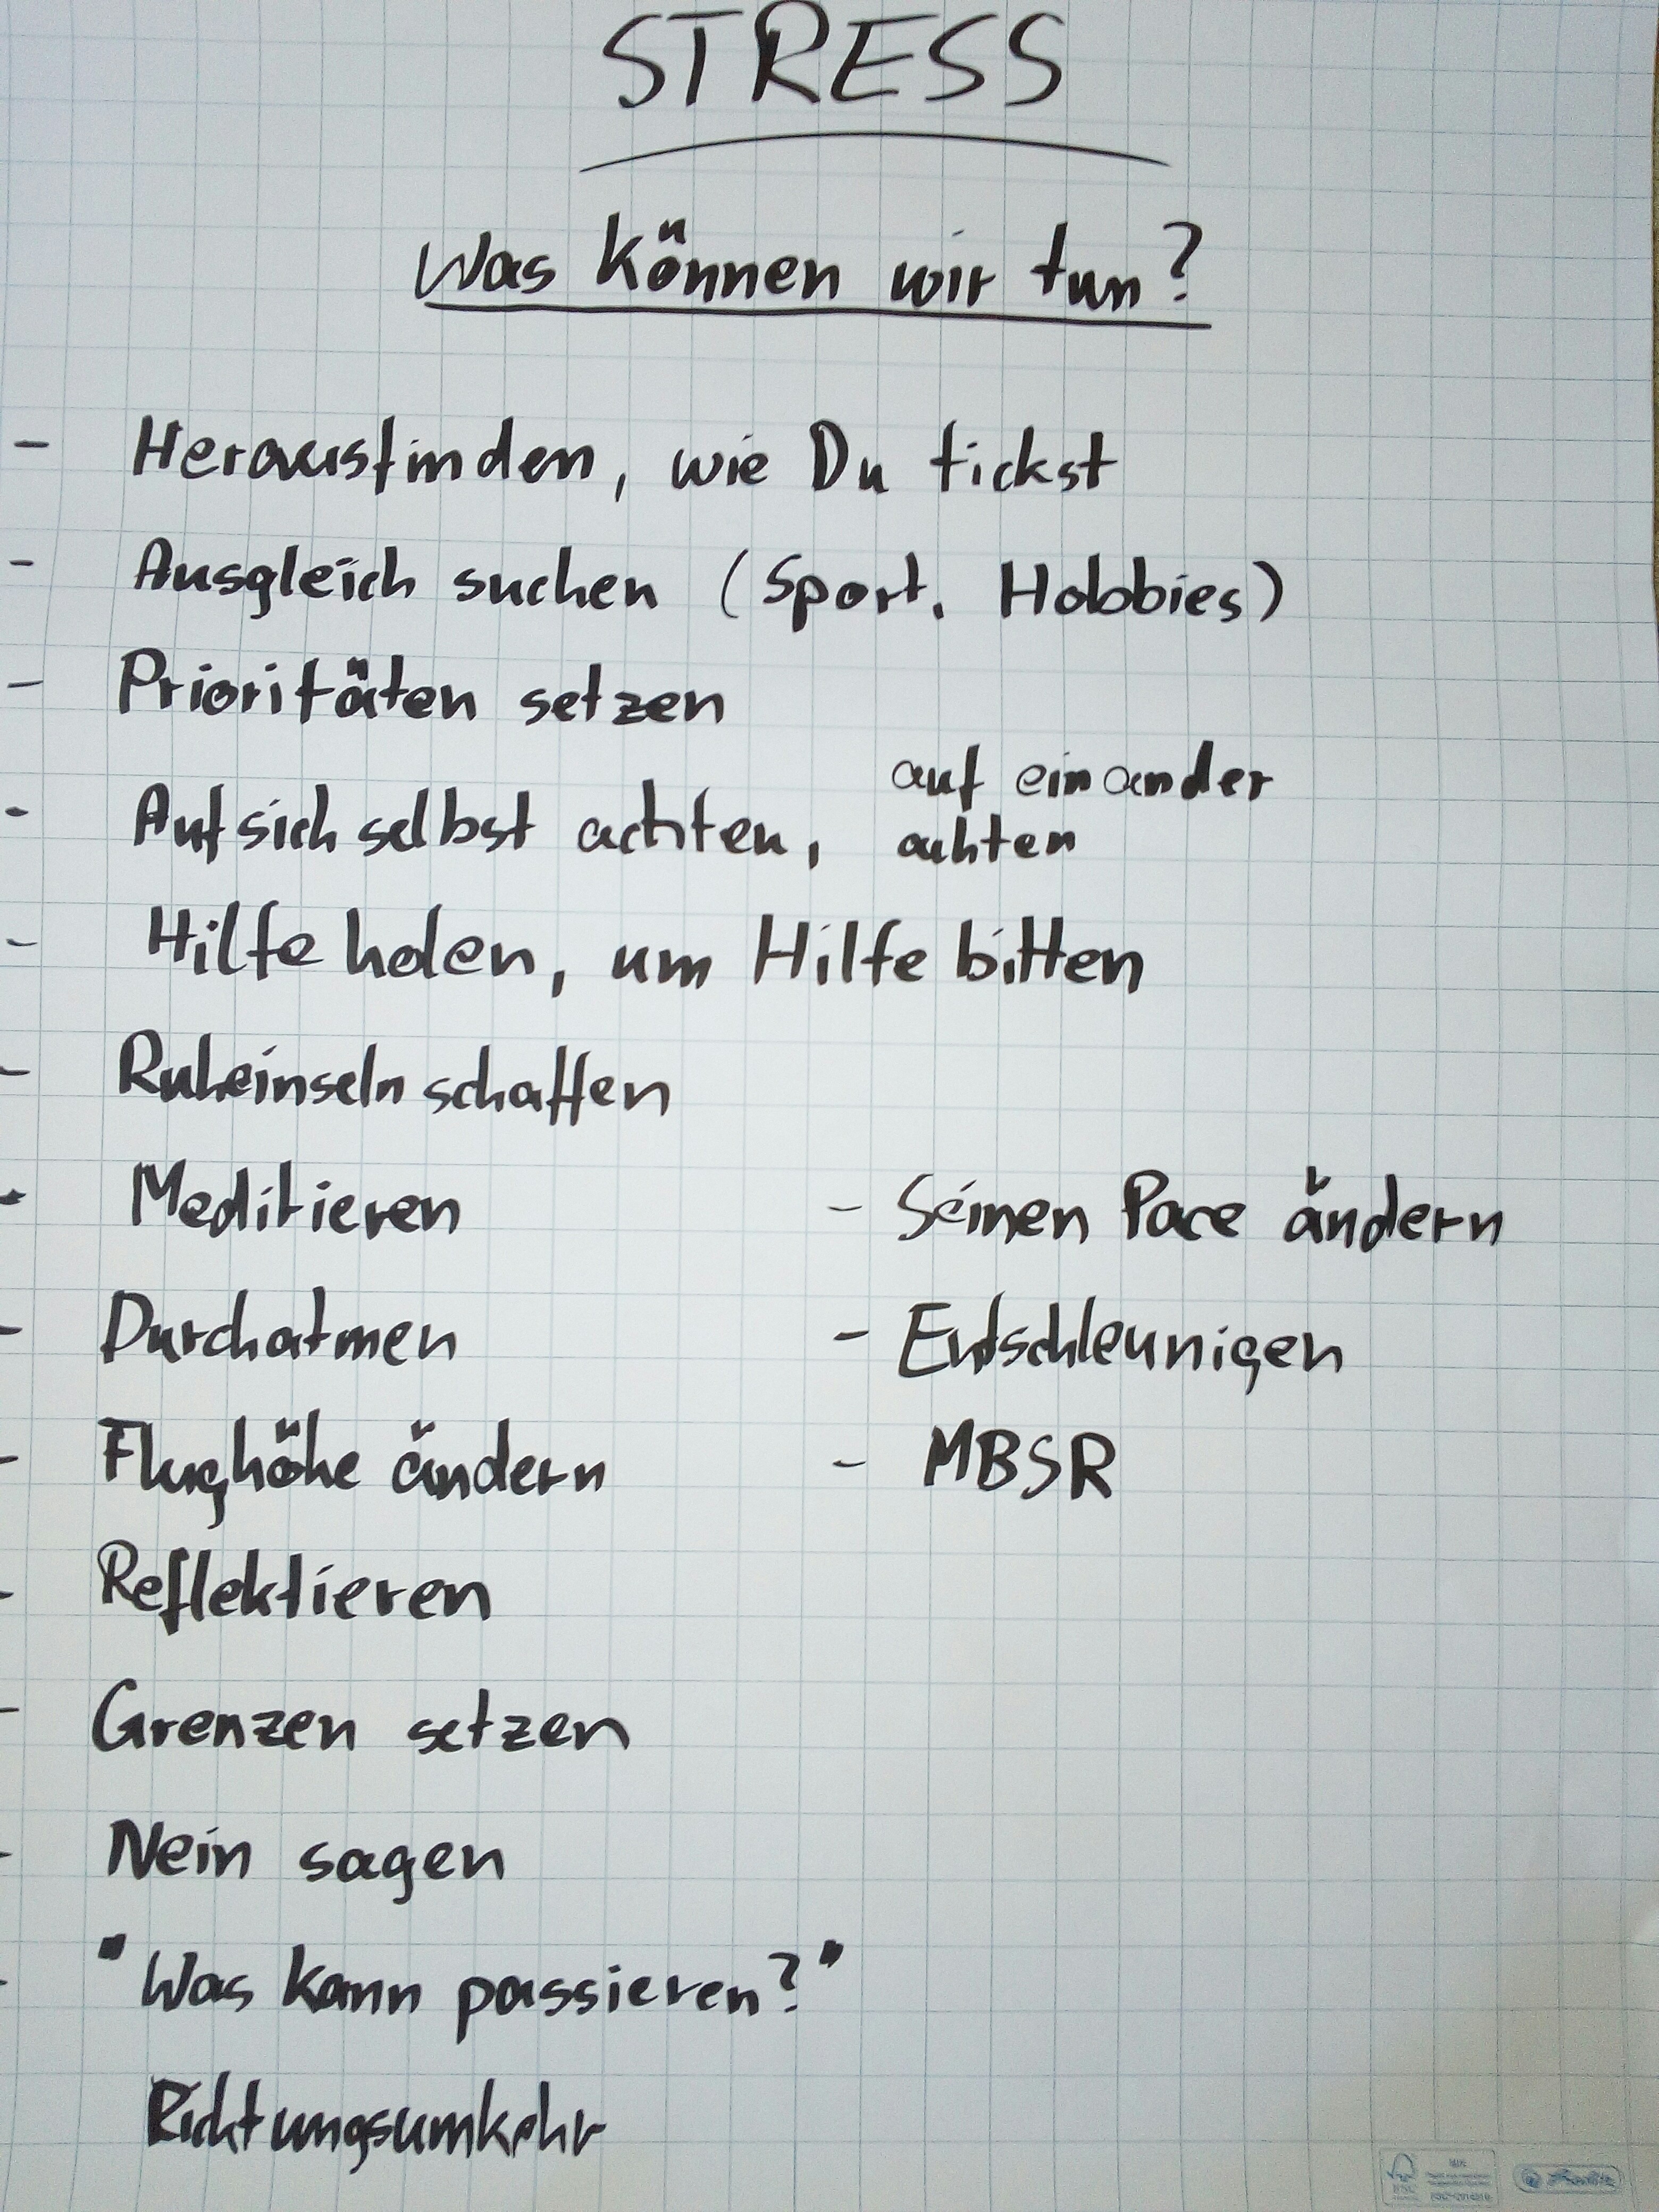 STRESS
Was können wir tun?
- Herausfinden, wie Du tickst
- Ausgleich suchen (Sport, Hobbies)
- Prioritäten setzen
- Auf sich selbst achten, auf einander
achten
- Hilfe holen, um Hilfe bitten
- Ruheinseln schaffen
- Meditieren
- Durchatmen
- Flughöhe ändern
- Reflektieren
- Grenzen setzen
- Nein sagen
- "Was kann passieren?"
Richtungsumkehr
- Seinen Pace ändern
- Entschleunigen
- MBSR
FSC
MIX